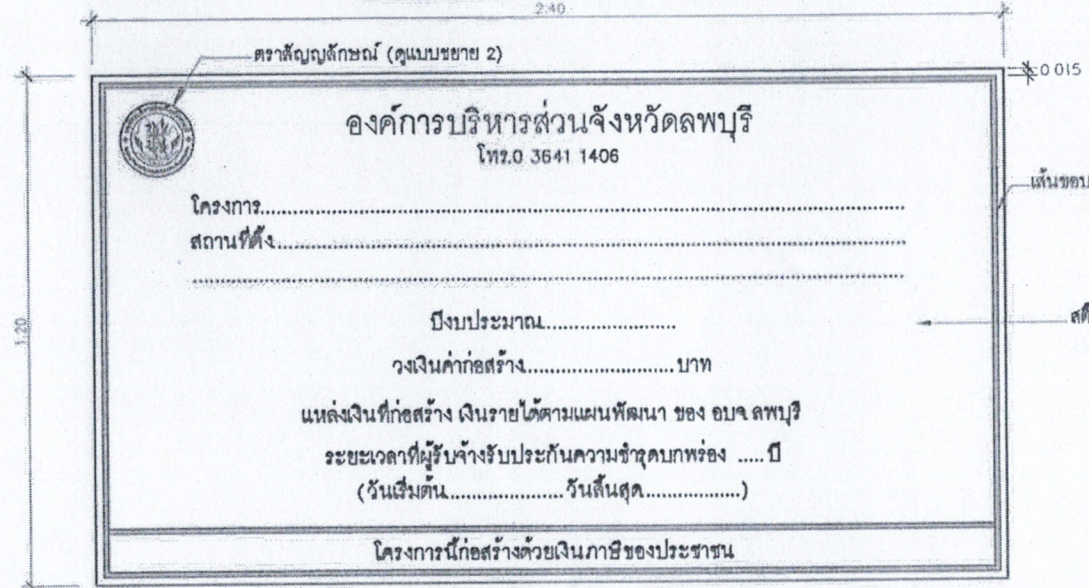 2.40
ตราสัญญลักษณ์ (ดูแบบขยาย 2)
0.015
องค์การบริหารส่วนจังหวัดลพบุรี
โทร.0 3641 1406
เส้นขอบ
โครงการ............................................................
สถานที่ตั้ง............................................................
............................................................
ปีงบประมาณ..........................
1.20
วงเงินค่าก่อสร้าง.............................บาท
แหล่งเงินที่ก่อสร้าง เงินรายได้ตามแผนพัฒนา ของ อบจ.ลพบุรี
ระยะเวลาที่ผู้รับจ้างรับประกันความชำรุดบกพร่อง .....ปี
(วันเริ่มต้น......................วันสิ้นสุด..................)
โครงการนี้ก่อสร้างด้วยเงินภาษีของประชาชน